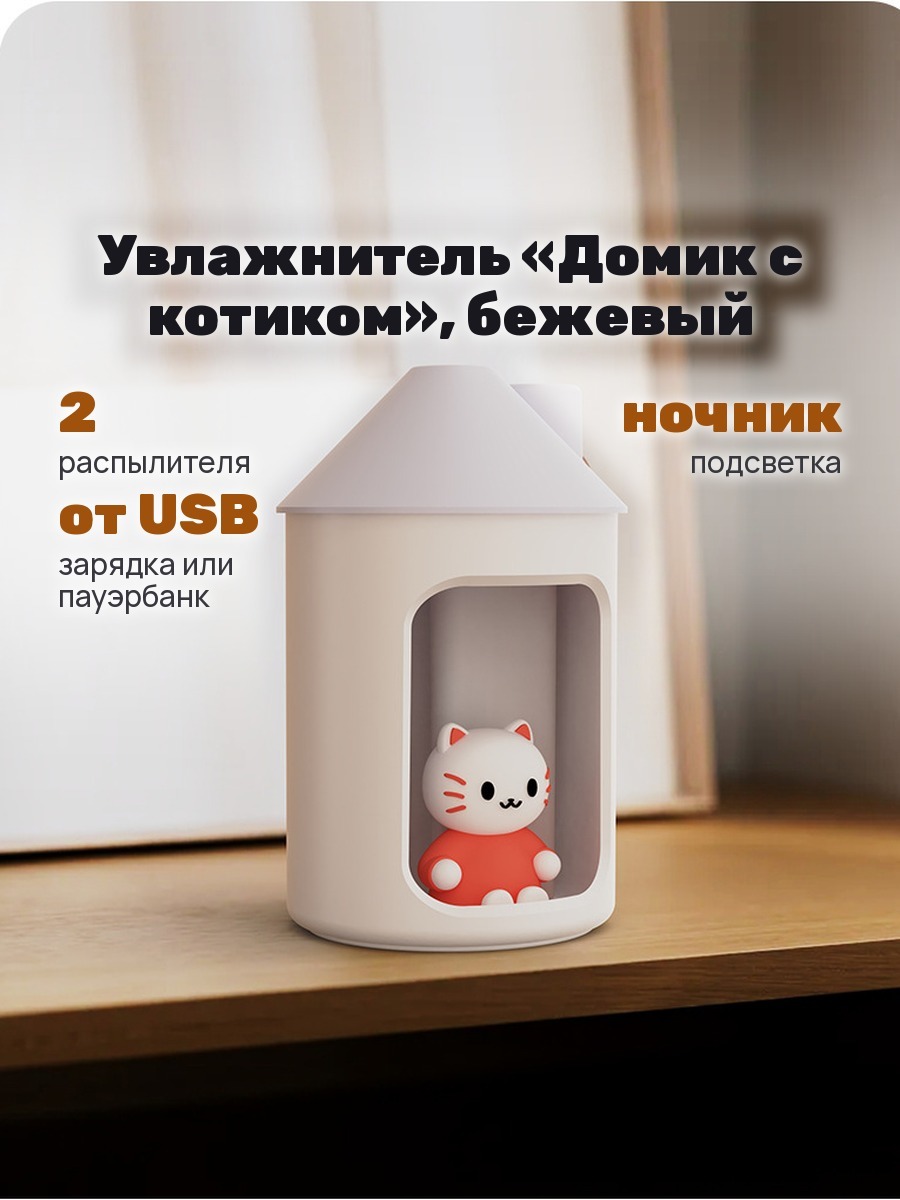 Увлажнитель «Домик с
котиком», бежевый
2
распылителя
от USB
зарядка или
пауэрбанк
ночник
подсветка